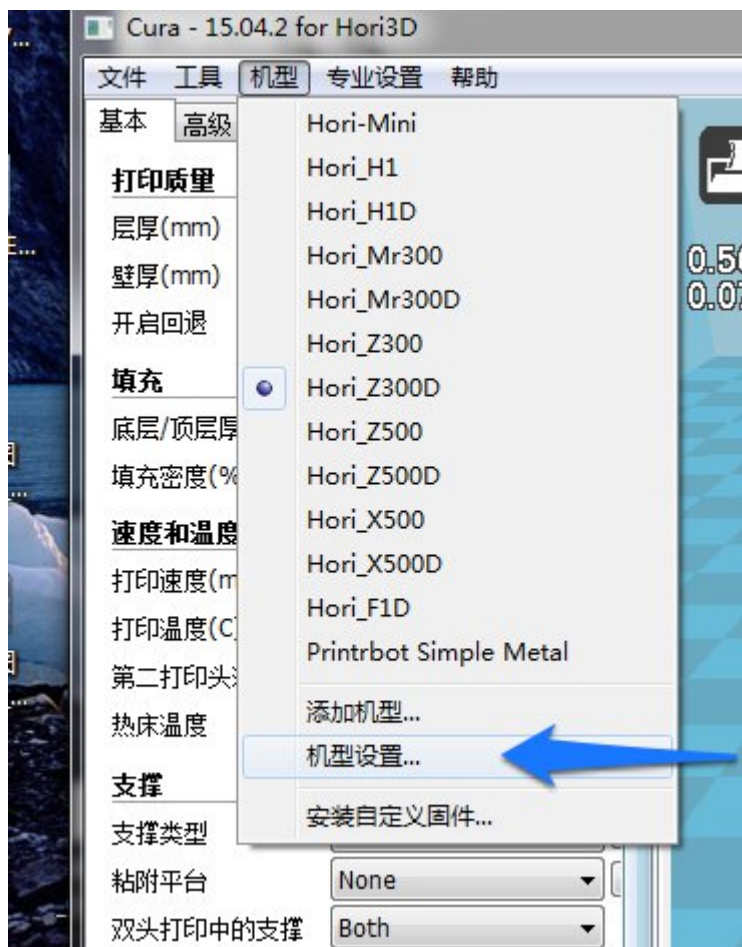 Cura - 15.04.2 for Hori3D
文件 工具 机型 专业设置 帮助
基本 高级
Hori-Mini
Hori_H1
Hori_H1D
Hori_Mr300
Hori_Mr300D
Hori_Z300
Hori_Z300D
Hori_Z500
Hori_Z500D
Hori_X500
Hori_X500D
Hori_F1D
Printrbot Simple Metal
添加机型...
机型设置...
安装自定义固件...
打印质量
层厚(mm)
壁厚(mm)
开启回退
填充
底层/顶层厚
填充密度(%
速度和温度
打印速度(m
打印温度(C)
第二打印头
热床温度
支撑
支撑类型
粘附平台 None
双头打印中的支撑 Both